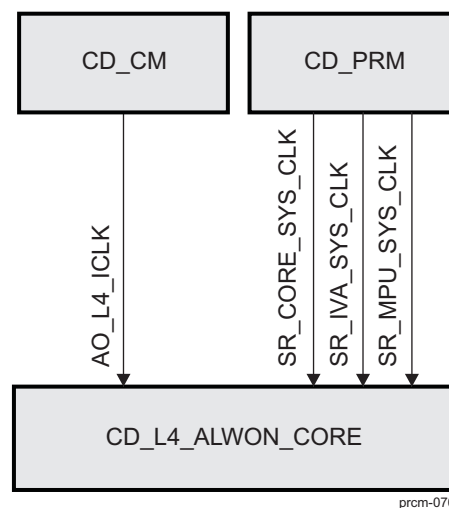 CD_CM
CD_PRM
AO_L4_ICLK
SR_CORE_SYS_CLK
SR_IVA_SYS_CLK
SR_MPU_SYS_CLK
CD_L4_ALWON_CORE